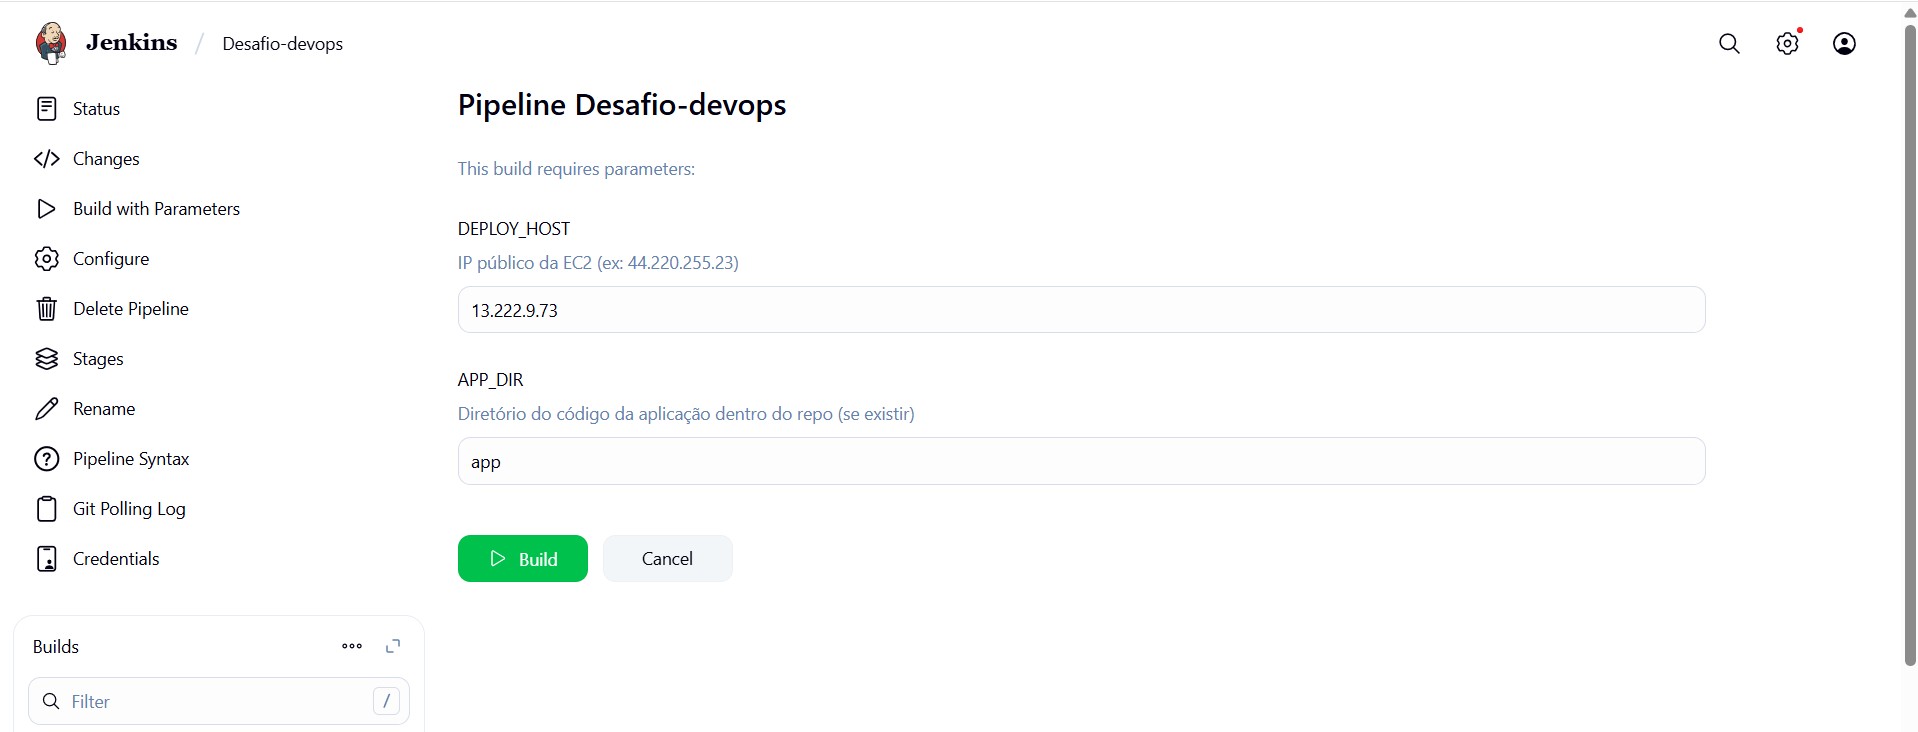 Jenkins / Desafio-devops
Status
Changes
Build with Parameters
Configure
Delete Pipeline
Stages
Rename
Pipeline Syntax
Git Polling Log
Credentials
Builds
Filter /
Pipeline Desafio-devops
This build requires parameters:
DEPLOY_HOST
IP público da EC2 (ex: 44.220.255.23)
13.222.9.73
APP_DIR
Diretório do código da aplicação dentro do repo (se existir)
app
Build Cancel